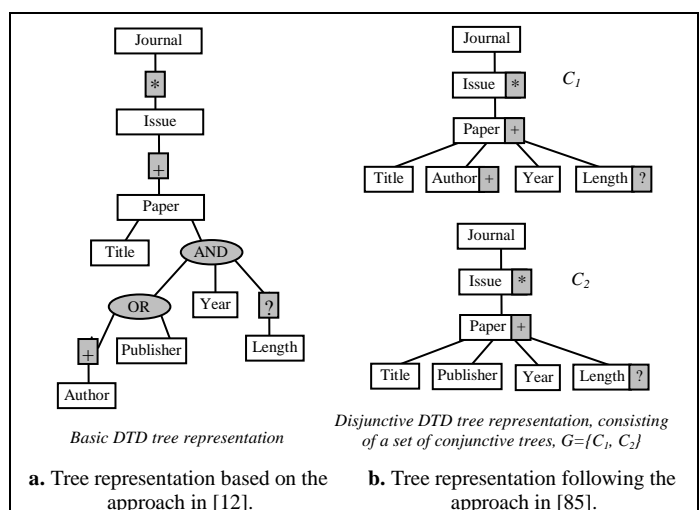 Journal
*
Issue
+
Paper
Title
AND
OR
Year
?
+
Publisher
Length
Author
Basic DTD tree representation
a. Tree representation based on the
approach in [12].
Journal
Issue *
C1
Paper +
Title Author + Year Length ?
Journal
Issue *
C2
Paper +
Title Publisher Year Length ?
Disjunctive DTD tree representation, consisting
of a set of conjunctive trees, G={C1, C2}
b. Tree representation following the
approach in [85].